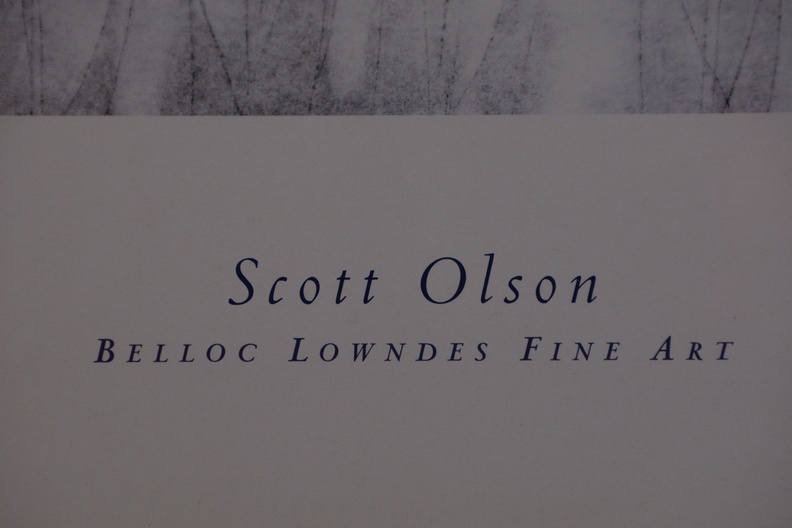 Scott Olson
BELLOC LOWNDES FINE ART